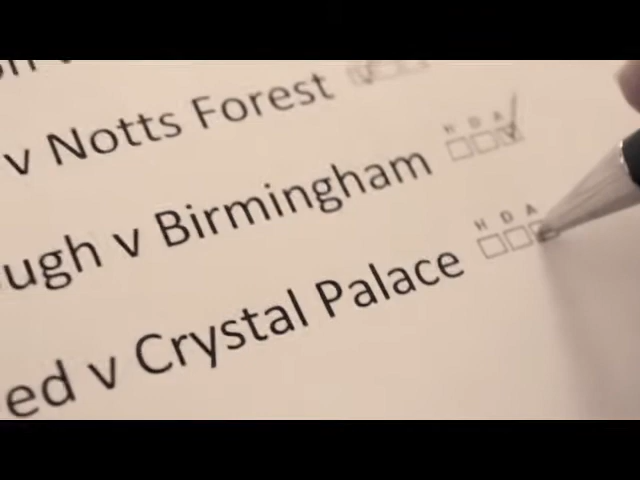 v Notts Forest
H D A
ugh v Birmingham
H D A
ed v Crystal Palace